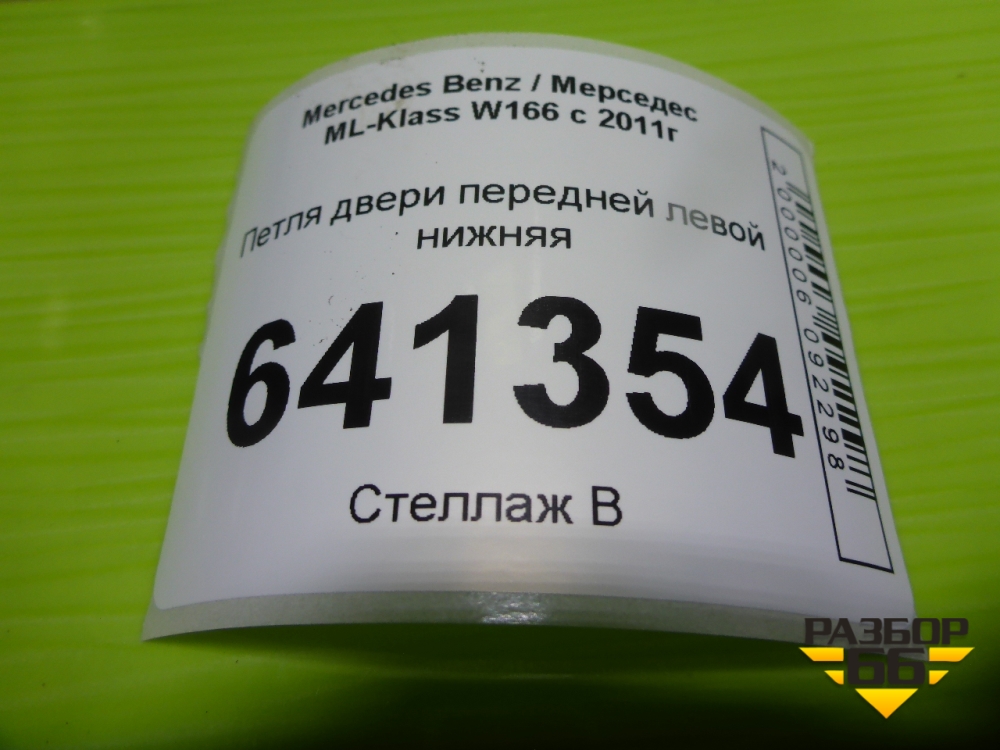 Mercedes Benz / Мерседес
ML-Klass W166 с 2011г
Петля двери передней левой
нижняя
641354
Стеллаж В
2000006092298
РАЗБОР
66